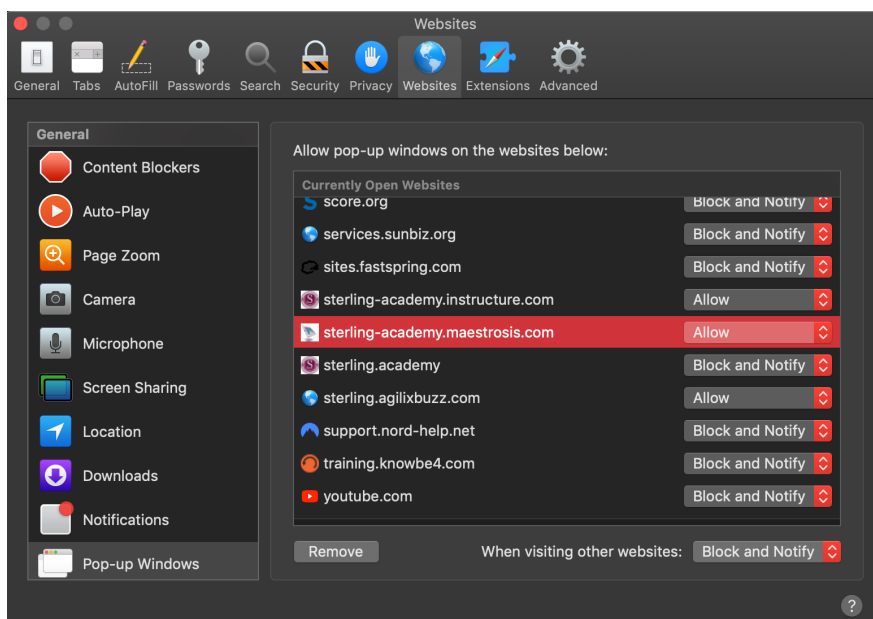 Websites
General Tabs AutoFill Passwords Search Security Privacy Websites Extensions Advanced
General
Content Blockers
Auto-Play
Page Zoom
Camera
Microphone
Screen Sharing
Location
Downloads
Notifications
Pop-up Windows
Allow pop-up windows on the websites below:
Currently Open Websites
score.org Block and Notify
services.sunbiz.org Block and Notify
sites.fastspring.com Block and Notify
sterling-academy.instructure.com Allow
sterling-academy.maestrosis.com Allow
sterling.academy Block and Notify
sterling.agilixbuzz.com Allow
support.nord-help.net Block and Notify
training.knowbe4.com Block and Notify
youtube.com Block and Notify
Remove When visiting other websites: Block and Notify
?